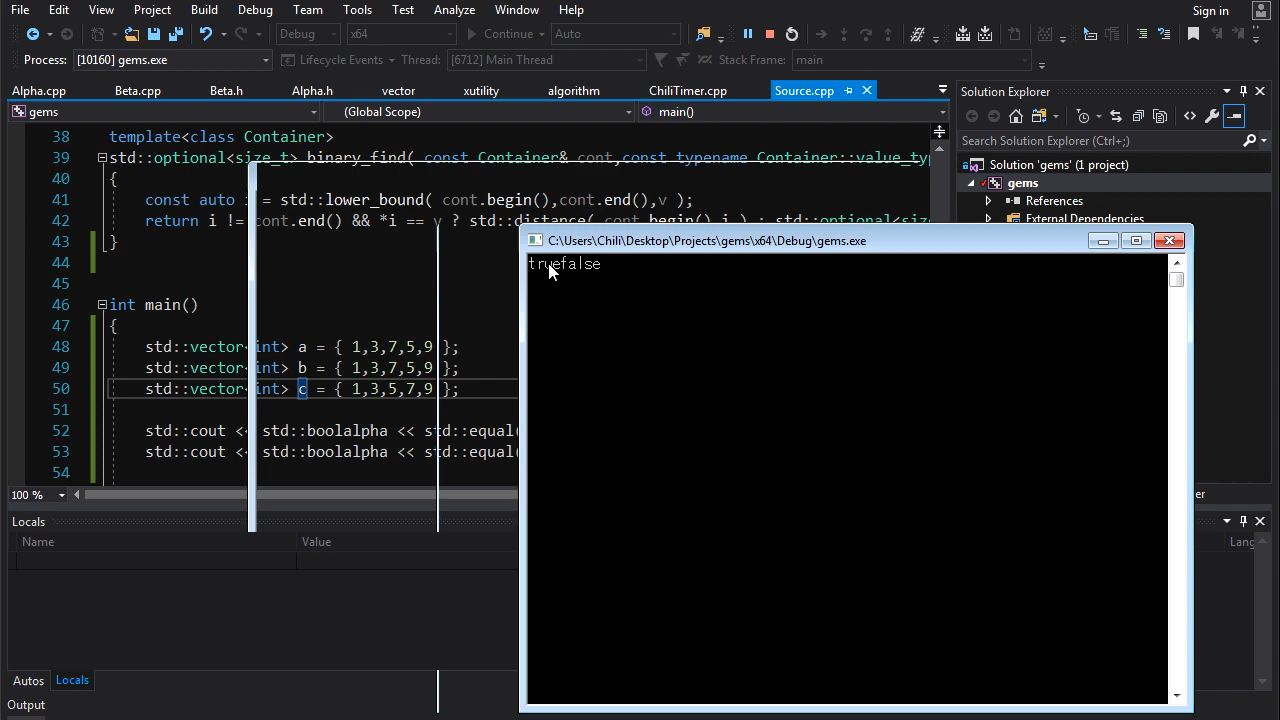 File Edit View Project Build Debug Team Tools Test Analyze Window Help Sign in
Debug x64 Continue Auto
Process: [10160] gems.exe Lifecycle Events Thread: [6712] Main Thread Stack Frame: main
Alpha.cpp Beta.cpp Beta.h Alpha.h vector xutility algorithm ChiliTimer.cpp Source.cpp
gems (Global Scope) main()
Solution Explorer
Search Solution Explorer (Ctrl+;)
Solution 'gems' (1 project)
gems
References
External Dependencies
38 template<class Container>
39 std::optional<size_t> binary_find( const Container& cont,const typename Container::value_typ
40 {
41 const auto i = std::lower_bound( cont.begin(),cont.end(),v );
42 return i != cont.end() && *i == v ? std::distance( cont.begin(),i ) : std::optional<size
43 }
44
45
46 int main()
47 {
48 std::vector<int> a = { 1,3,7,5,9 };
49 std::vector<int> b = { 1,3,7,5,9 };
50 std::vector<int> c = { 1,3,5,7,9 };
51
52 std::cout << std::boolalpha << std::equal(
53 std::cout << std::boolalpha << std::equal(
54
C:\Users\Chili\Desktop\Projects\gems\x64\Debug\gems.exe
truefalse
100 %
Locals
Name Value Lang
Autos Locals
Output